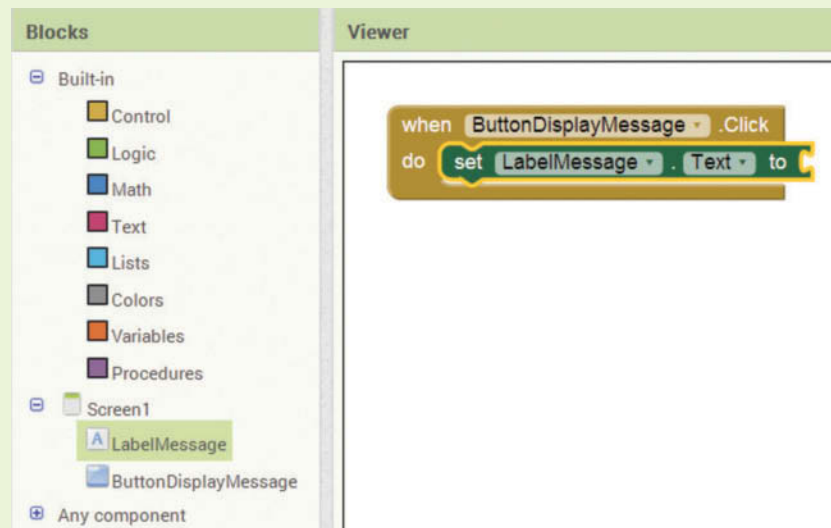 Blocks
Viewer
Built-in
Control
Logic
Math
Text
Lists
Colors
Variables
Procedures
Screen1
A LabelMessage
ButtonDisplayMessage
Any component
when ButtonDisplayMessage .Click
do set LabelMessage . Text to